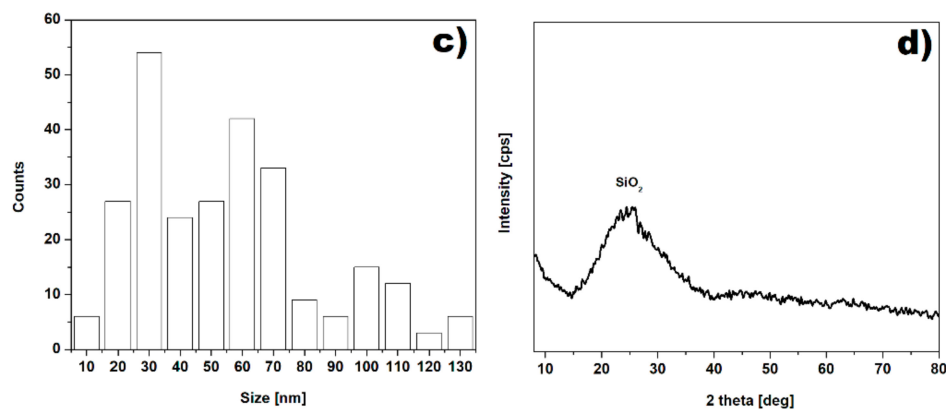 c)
60
50
40
30
20
10
0
Counts
10 20 30 40 50 60 70 80 90 100 110 120 130
Size [nm]
d)
SiO₂
Intensity [cps]
10 20 30 40 50 60 70 80
2 theta [deg]